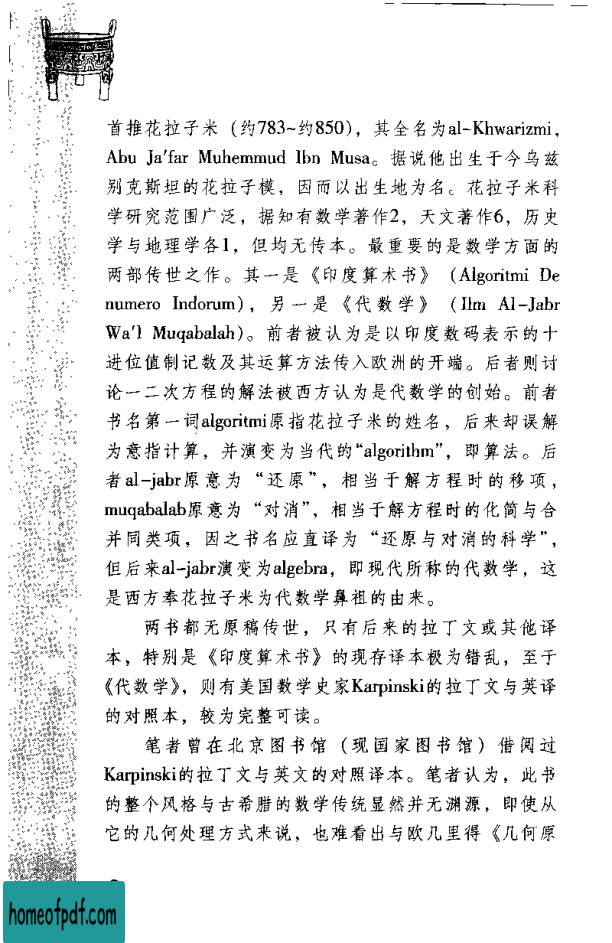 首推花拉子米（约783~约850），其全名为al-Khwarizmi,
Abu Ja'far Muhemmud Ibn Musa。据说他出生于今乌兹
别克斯坦的花拉子模，因而以出生地为名。花拉子米科
学研究范围广泛，据知有数学著作2，天文著作6，历史
学与地理学各1，但均无传本。最重要的是数学方面的
两部传世之作。其一是《印度算术书》（Algoritmi De
numero Indorum），另一是《代数学》（Ilm Al-Jabr
Wa'l Muqabalah）。前者被认为是以印度数码表示的十
进位值制记数及其运算方法传入欧洲的开端。后者则讨
论一二次方程的解法被西方认为是代数学的创始。前者
书名第一词algoritmi原指花拉子米的姓名，后来却误解
为意指计算，并演变为当代的“algorithm”，即算法。后
者al-jabr原意为“还原”，相当于解方程时的移项，
muqabalab原意为“对消”，相当于解方程时的化简与合
并同类项，因之书名应直译为“还原与对消的科学”，
但后来al-jabr演变为algebra，即现代所称的代数学，这
是西方奉花拉子米为代数学鼻祖的由来。
两书都无原稿传世，只有后来的拉丁文或其他译
本，特别是《印度算术书》的现存译本极为错乱，至于
《代数学》，则有美国数学史家Karpinski的拉丁文与英译
的对照本，较为完整可读。
笔者曾在北京图书馆（现国家图书馆）借阅过
Karpinski的拉丁文与英文的对照译本。笔者认为，此书
的整个风格与古希腊的数学传统显然并无渊源，即使从
它的几何处理方式来说，也难看出与欧几里得《几何原
homeofpdf.com